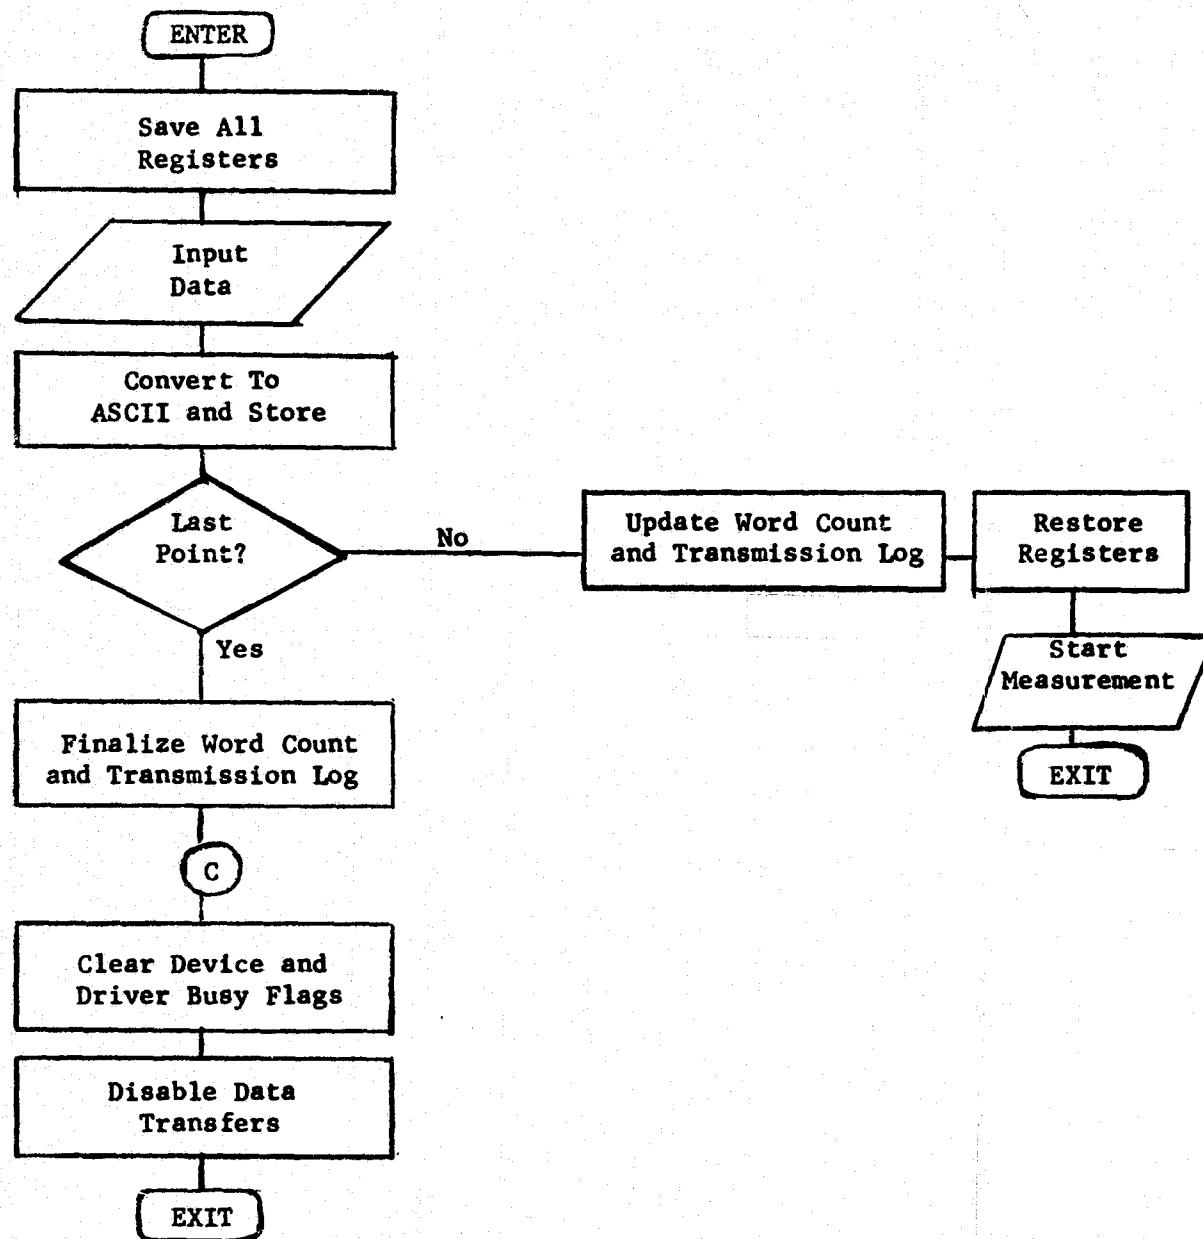 ENTER
Save All
Registers
Input
Data
Convert To
ASCII and Store
Last
Point?
No
Update Word Count
and Transmission Log
Restore
Registers
Start
Measurement
EXIT
Yes
Finalize Word Count
and Transmission Log
C
Clear Device and
Driver Busy Flags
Disable Data
Transfers
EXIT